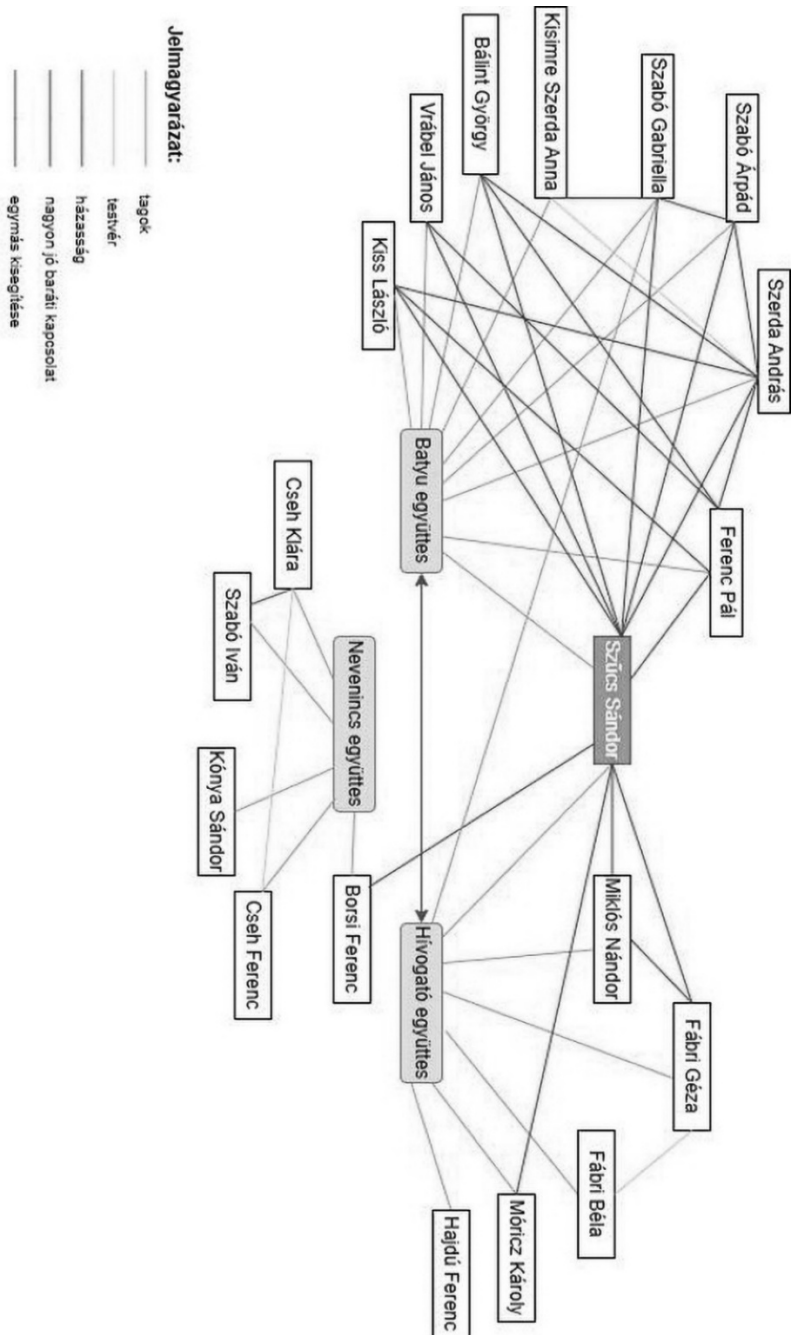 Szerda András
Szabó Árpád
Szabó Gabriella
Kisimre Szerda Anna
Bálint György
Vrábel János
Kiss László
Ferenc Pál
Szűcs Sándor
Batyu együttes
Miklós Nándor
Fábri Géza
Fábri Béla
Móricz Károly
Hajdú Ferenc
Hívogató együttes
Nevenincs együttes
Cseh Klára
Szabó Iván
Kónya Sándor
Cseh Ferenc
Borsi Ferenc
Jelmagyarázat:
tagok
testvér
házasság
nagyon jó baráti kapcsolat
egymás kisegítése